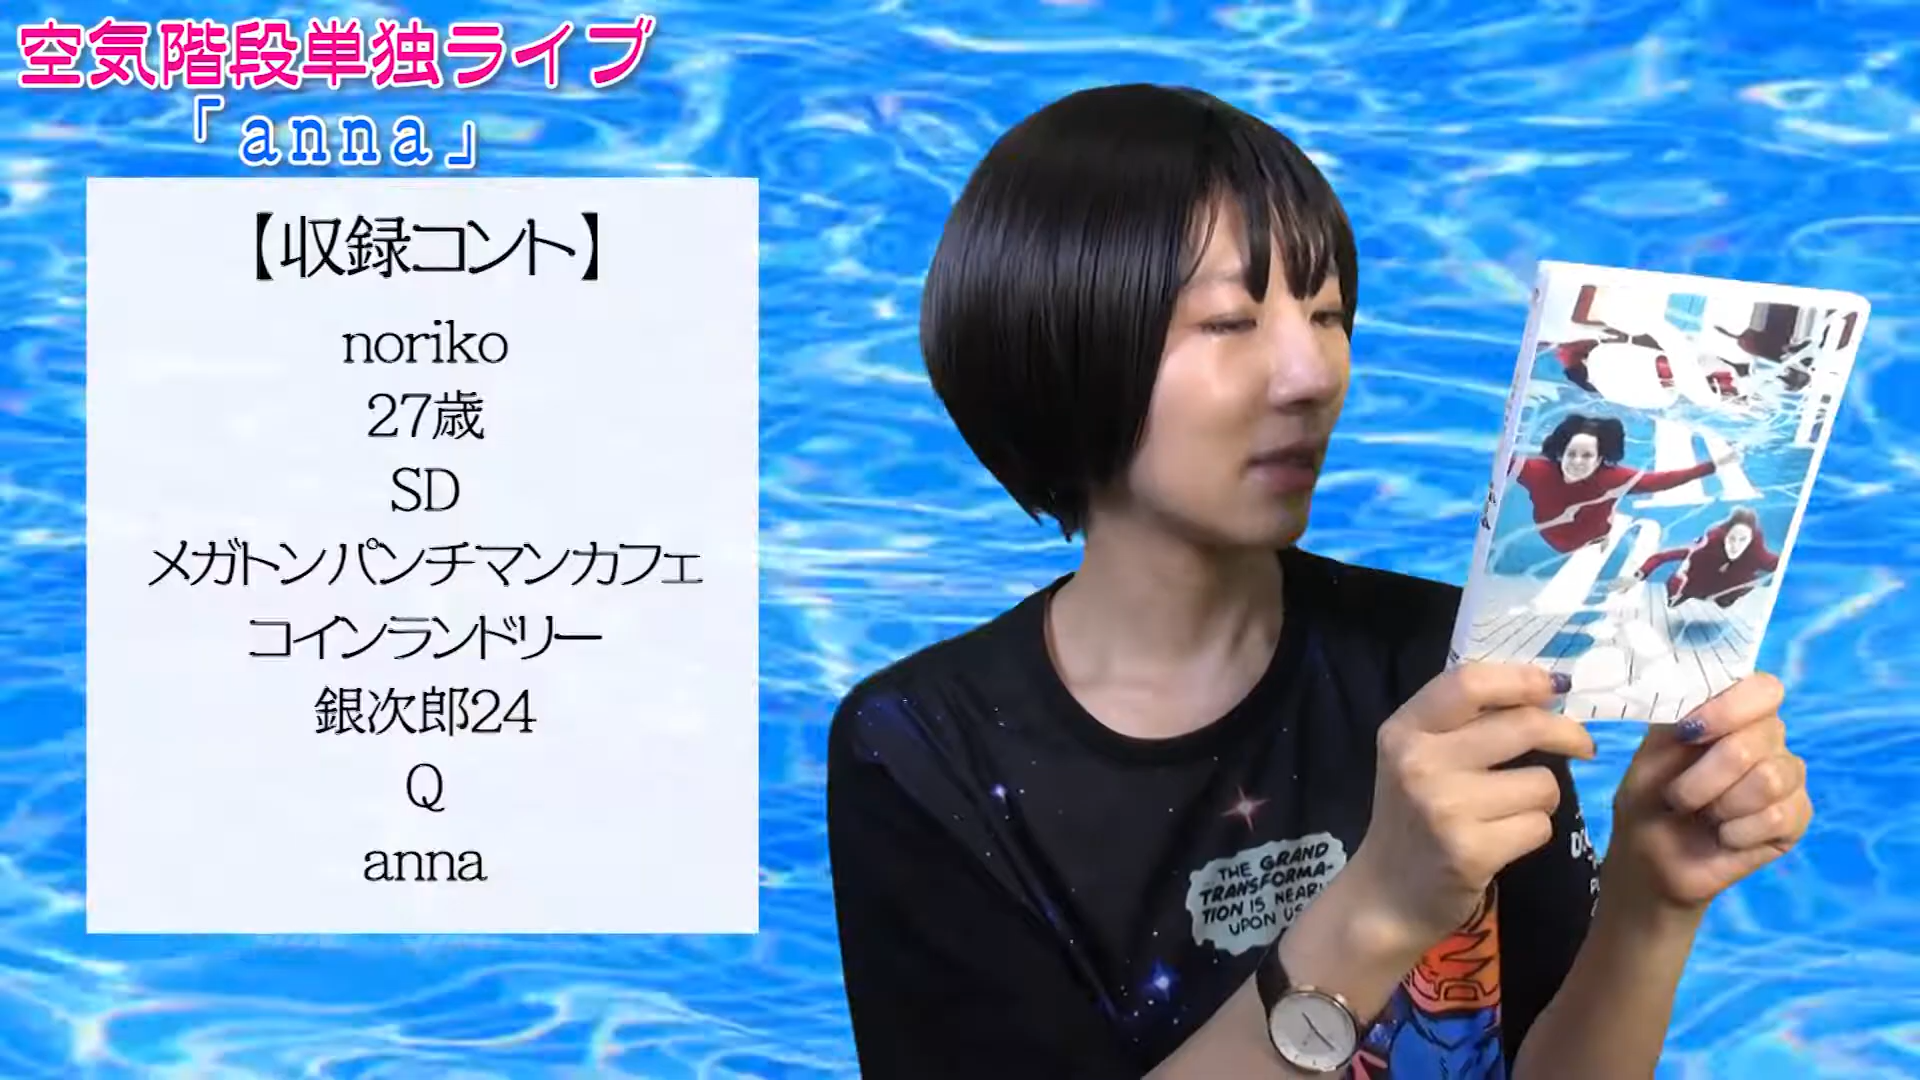 空気階段単独ライブ
「anna」
【収録コント】
noriko
27歳
SD
メガトンパンチマンカフェ
コインランドリー
銀次郎24
Q
anna
THE GRAND
TRANSFORMA-
TION IS NEARLY
UPON US